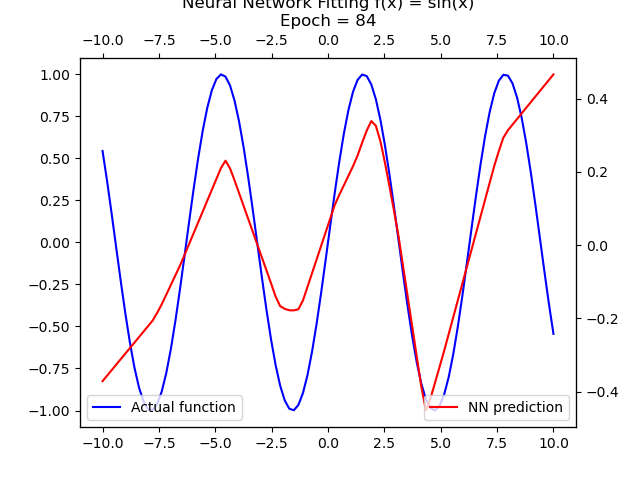 Neural Network Fitting f(x) = sin(x)
Epoch = 84
−10.0 −7.5 −5.0 −2.5 0.0 2.5 5.0 7.5 10.0
1.00
0.75
0.50
0.25
0.00
−0.25
−0.50
−0.75
−1.00
0.4
0.2
0.0
−0.2
−0.4
Actual function
NN prediction
−10.0 −7.5 −5.0 −2.5 0.0 2.5 5.0 7.5 10.0